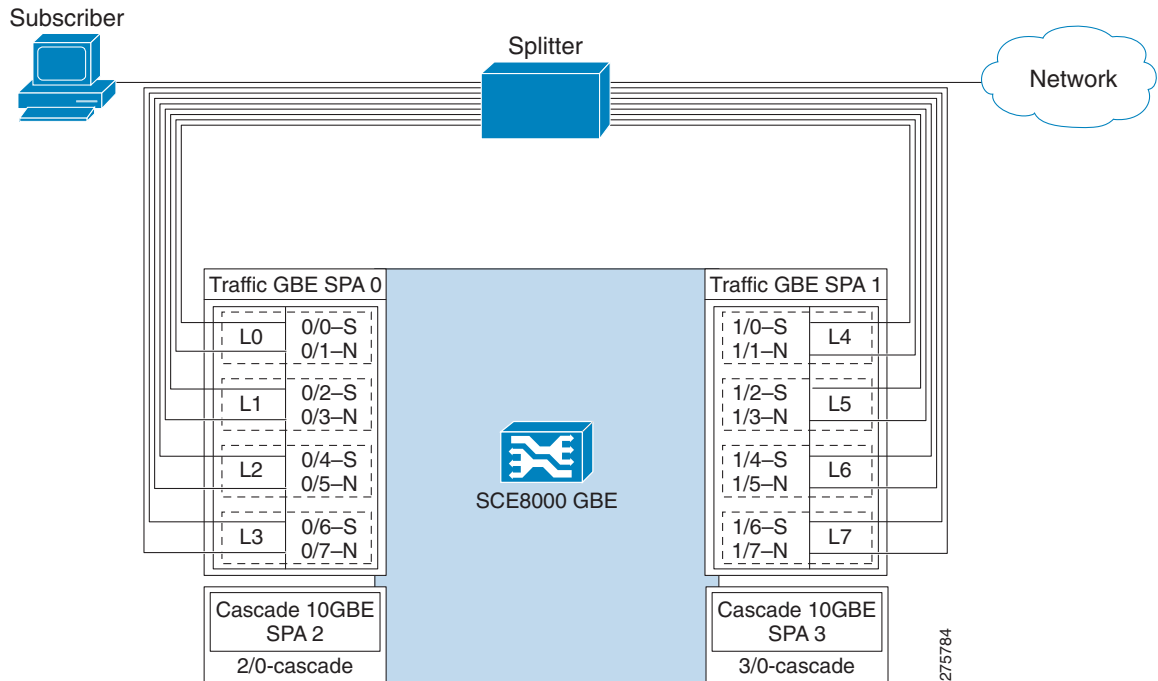 Subscriber
Splitter
Network
Traffic GBE SPA 0
L0
0/0–S
0/1–N
L1
0/2–S
0/3–N
L2
0/4–S
0/5–N
L3
0/6–S
0/7–N
Traffic GBE SPA 1
1/0–S
1/1–N
L4
1/2–S
1/3–N
L5
1/4–S
1/5–N
L6
1/6–S
1/7–N
L7
SCE8000 GBE
Cascade 10GBE
SPA 2
2/0-cascade
Cascade 10GBE
SPA 3
3/0-cascade
275784